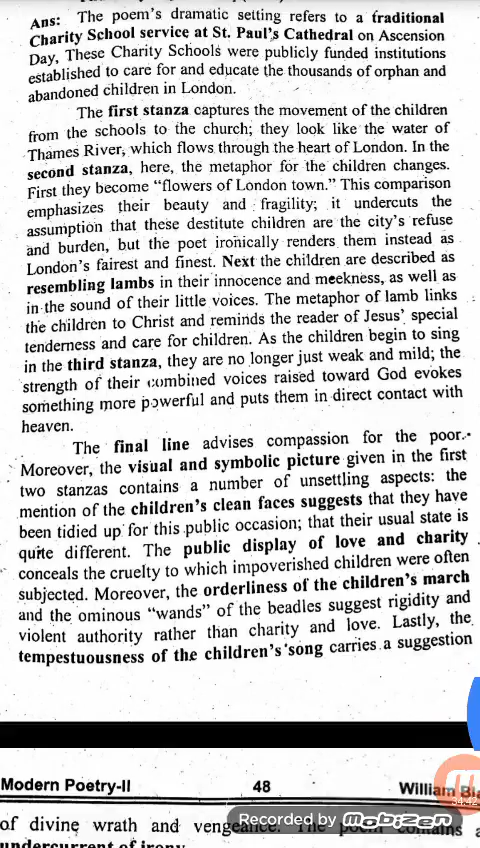 Ans: The poem's dramatic setting refers to a traditional
Charity School service at St. Paul's Cathedral on Ascension
Day, These Charity Schools were publicly funded institutions
established to care for and educate the thousands of orphan and
abandoned children in London.
The first stanza captures the movement of the children
from the schools to the church; they look like the water of
Thames River, which flows through the heart of London. In the
second stanza, here, the metaphor for the children changes.
First they become "flowers of London town." This comparison
emphasizes their beauty and fragility; it undercuts the
assumption that these destitute children are the city's refuse
and burden, but the poet ironically renders them instead as
London's fairest and finest. Next the children are described as
resembling lambs in their innocence and meekness, as well as
in the sound of their little voices. The metaphor of lamb links
the children to Christ and reminds the reader of Jesus' special
tenderness and care for children. As the children begin to sing
in the third stanza, they are no longer just weak and mild; the
strength of their combined voices raised toward God evokes
something more powerful and puts them in direct contact with
heaven.
The final line advises compassion for the poor.
Moreover, the visual and symbolic picture given in the first
two stanzas contains a number of unsettling aspects: the
mention of the children's clean faces suggests that they have
been tidied up for this public occasion; that their usual state is
quite different. The public display of love and charity
conceals the cruelty to which impoverished children were often
subjected. Moreover, the orderliness of the children's march
and the ominous "wands" of the beadles suggest rigidity and
violent authority rather than charity and love. Lastly, the
tempestuousness of the children's song carries a suggestion
Modern Poetry-II 48 William
34:42
of divine wrath and vengeance. The poem contains a
Recorded by Mobizen
undercurrent of irony